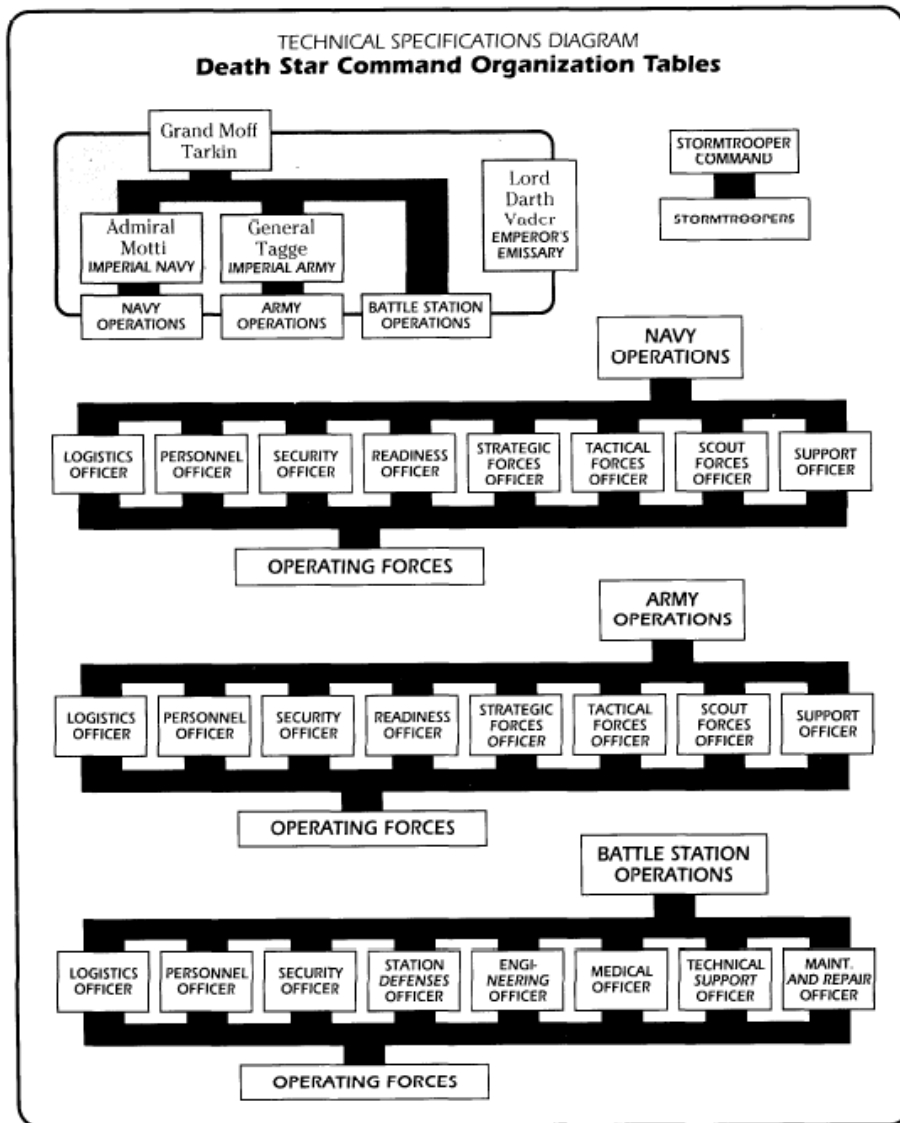 TECHNICAL SPECIFICATIONS DIAGRAM
Death Star Command Organization Tables
Grand Moff
Tarkin
STORMTROOPER
COMMAND
STORMTROOPERS
Lord
Darth
Vader
EMPEROR'S
EMISSARY
Admiral
Motti
IMPERIAL NAVY
General
Tagge
IMPERIAL ARMY
NAVY
OPERATIONS
ARMY
OPERATIONS
BATTLE STATION
OPERATIONS
NAVY
OPERATIONS
LOGISTICS
OFFICER
PERSONNEL
OFFICER
SECURITY
OFFICER
READINESS
OFFICER
STRATEGIC
FORCES
OFFICER
TACTICAL
FORCES
OFFICER
SCOUT
FORCES
OFFICER
SUPPORT
OFFICER
OPERATING FORCES
ARMY
OPERATIONS
LOGISTICS
OFFICER
PERSONNEL
OFFICER
SECURITY
OFFICER
READINESS
OFFICER
STRATEGIC
FORCES
OFFICER
TACTICAL
FORCES
OFFICER
SCOUT
FORCES
OFFICER
SUPPORT
OFFICER
OPERATING FORCES
BATTLE STATION
OPERATIONS
LOGISTICS
OFFICER
PERSONNEL
OFFICER
SECURITY
OFFICER
STATION
DEFENSES
OFFICER
ENGI-
NEERING
OFFICER
MEDICAL
OFFICER
TECHNICAL
SUPPORT
OFFICER
MAINT.
AND REPAIR
OFFICER
OPERATING FORCES